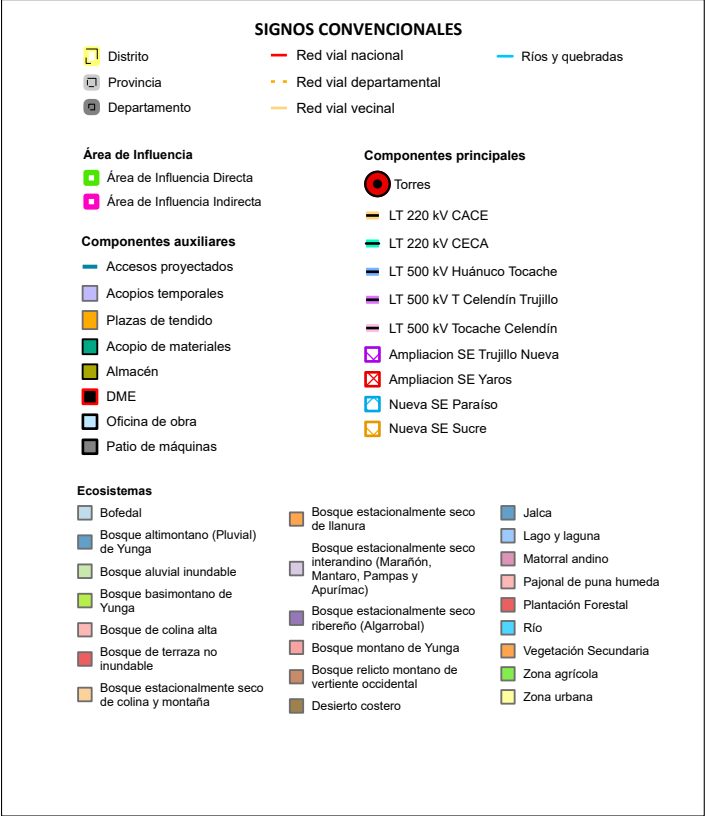 SIGNOS CONVENCIONALES
Distrito
Provincia
Departamento
Red vial nacional
Red vial departamental
Red vial vecinal
Ríos y quebradas
Área de Influencia
Área de Influencia Directa
Área de Influencia Indirecta
Componentes auxiliares
Accesos proyectados
Acopios temporales
Plazas de tendido
Acopio de materiales
Almacén
DME
Oficina de obra
Patio de máquinas
Componentes principales
Torres
LT 220 kV CACE
LT 220 kV CECA
LT 500 kV Huánuco Tocache
LT 500 kV T Celendín Trujillo
LT 500 kV Tocache Celendín
Ampliacion SE Trujillo Nueva
Ampliacion SE Yaros
Nueva SE Paraíso
Nueva SE Sucre
Ecosistemas
Bofedal
Bosque altimontano (Pluvial)
de Yunga
Bosque aluvial inundable
Bosque basimontano de
Yunga
Bosque de colina alta
Bosque de terraza no
inundable
Bosque estacionalmente seco
de colina y montaña
Bosque estacionalmente seco
de llanura
Bosque estacionalmente seco
interandino (Marañón,
Mantaro, Pampas y
Apurímac)
Bosque estacionalmente seco
ribereño (Algarrobal)
Bosque montano de Yunga
Bosque relicto montano de
vertiente occidental
Desierto costero
Jalca
Lago y laguna
Matorral andino
Pajonal de puna humeda
Plantación Forestal
Río
Vegetación Secundaria
Zona agrícola
Zona urbana